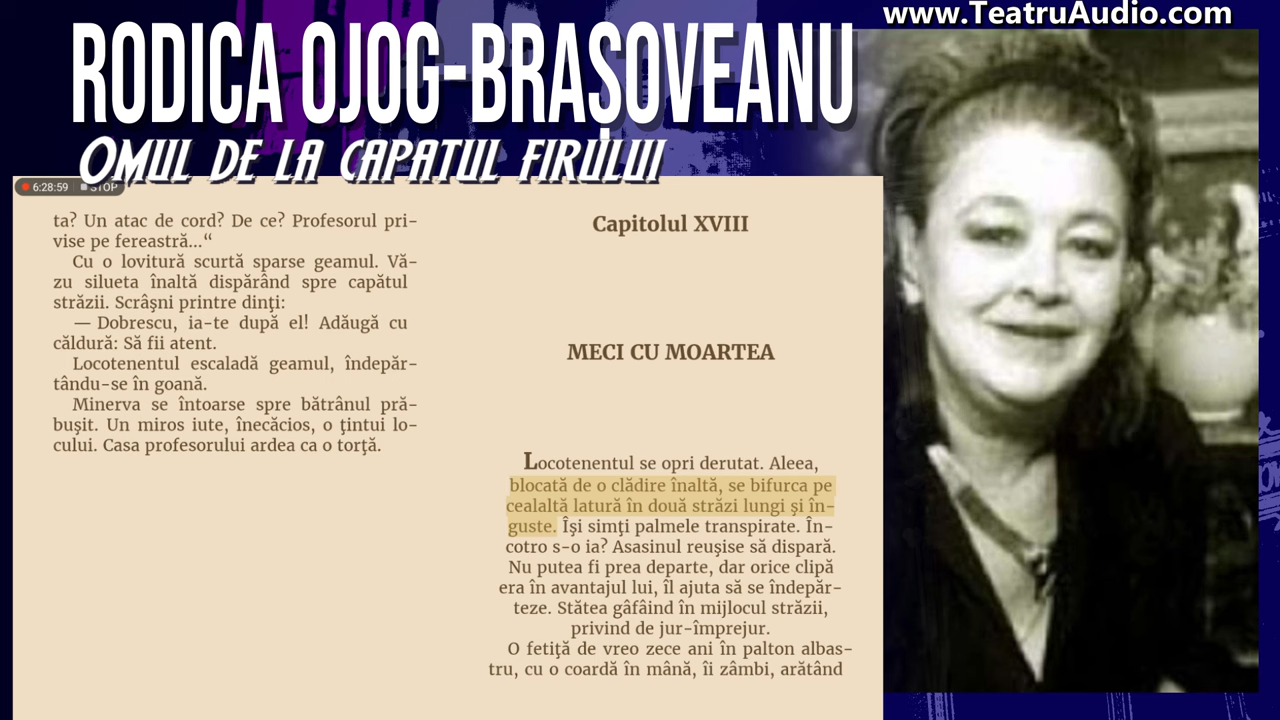 www.TeatruAudio.com
RODICA OJOG-BRAȘOVEANU
OMUL DE LA CAPATUL FIRULUI
6:28:59 STOP
ta? Un atac de cord? De ce? Profesorul pri-
vise pe fereastră...“
Cu o lovitură scurtă sparse geamul. Vă-
zu silueta înaltă dispărând spre capătul
străzii. Scrâşni printre dinţi:
— Dobrescu, ia-te după el! Adăugă cu
căldură: Să fii atent.
Locotenentul escaladă geamul, îndepăr-
tându-se în goană.
Minerva se întoarse spre bătrânul pră-
buşit. Un miros iute, înecăcios, o ţintui lo-
cului. Casa profesorului ardea ca o torţă.
Capitolul XVIII
MECI CU MOARTEA
Locotenentul se opri derutat. Aleea,
blocată de o clădire înaltă, se bifurca pe
cealaltă latură în două străzi lungi şi în-
guste. Îşi simţi palmele transpirate. În-
cotro s-o ia? Asasinul reuşise să dispară.
Nu putea fi prea departe, dar orice clipă
era în avantajul lui, îl ajuta să se îndepăr-
teze. Stătea gâfâind în mijlocul străzii,
privind de jur-împrejur.
O fetiţă de vreo zece ani în palton albas-
tru, cu o coardă în mână, îi zâmbi, arătând